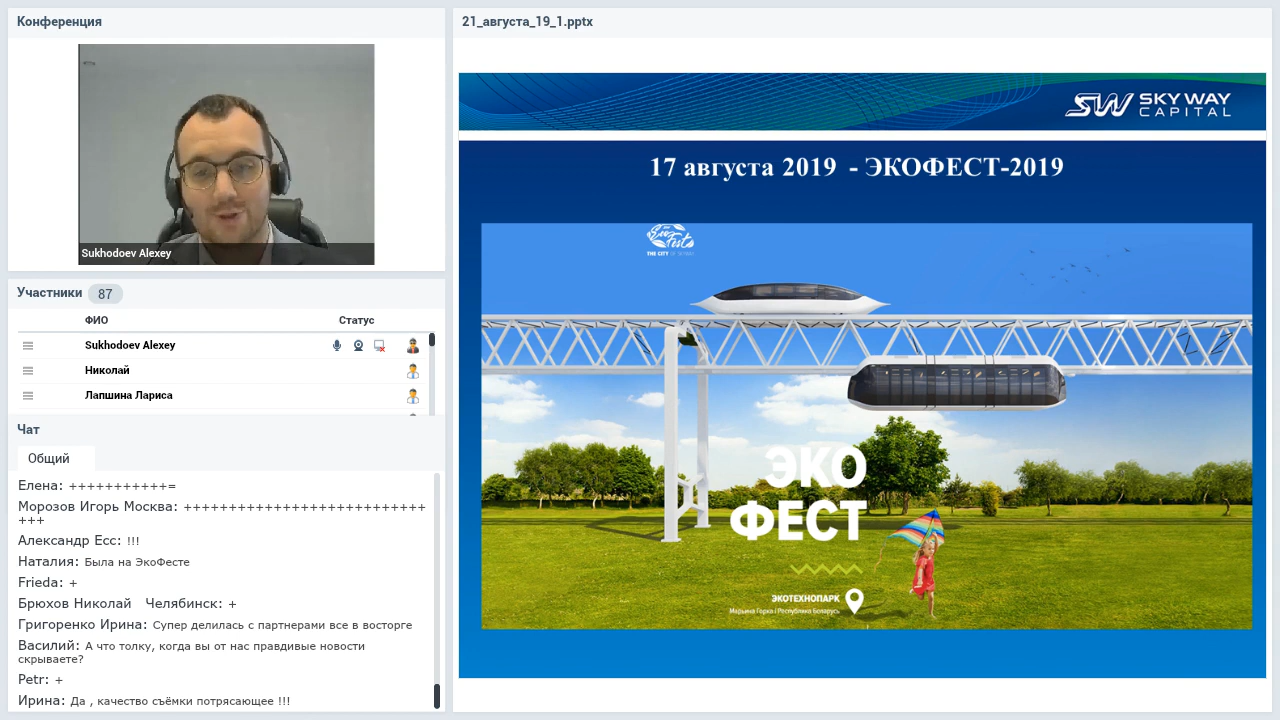 Конференция
Sukhodoev Alexey
Участники 87
ФИО Статус
Sukhodoev Alexey
Николай
Лапшина Лариса
Чат
Общий
Елена: +++++++++++=
Морозов Игорь Москва: +++++++++++++++++++++++++++
+++
Александр Есс: !!!
Наталия: Была на ЭкоФесте
Frieda: +
Брюхов Николай Челябинск: +
Григоренко Ирина: Супер делилась с партнерами все в восторге
Василий: А что толку, когда вы от нас правдивые новости
скрываете?
Petr: +
Ирина: Да , качество съёмки потрясающее !!!
21_августа_19_1.pptx
SW SKY WAY
CAPITAL
17 августа 2019 - ЭКОФЕСТ-2019
Eco
Fest
THE CITY
ЭКО
ФЕСТ
ЭКОТЕХНОПАРК
Марьина Горка / Республика Беларусь